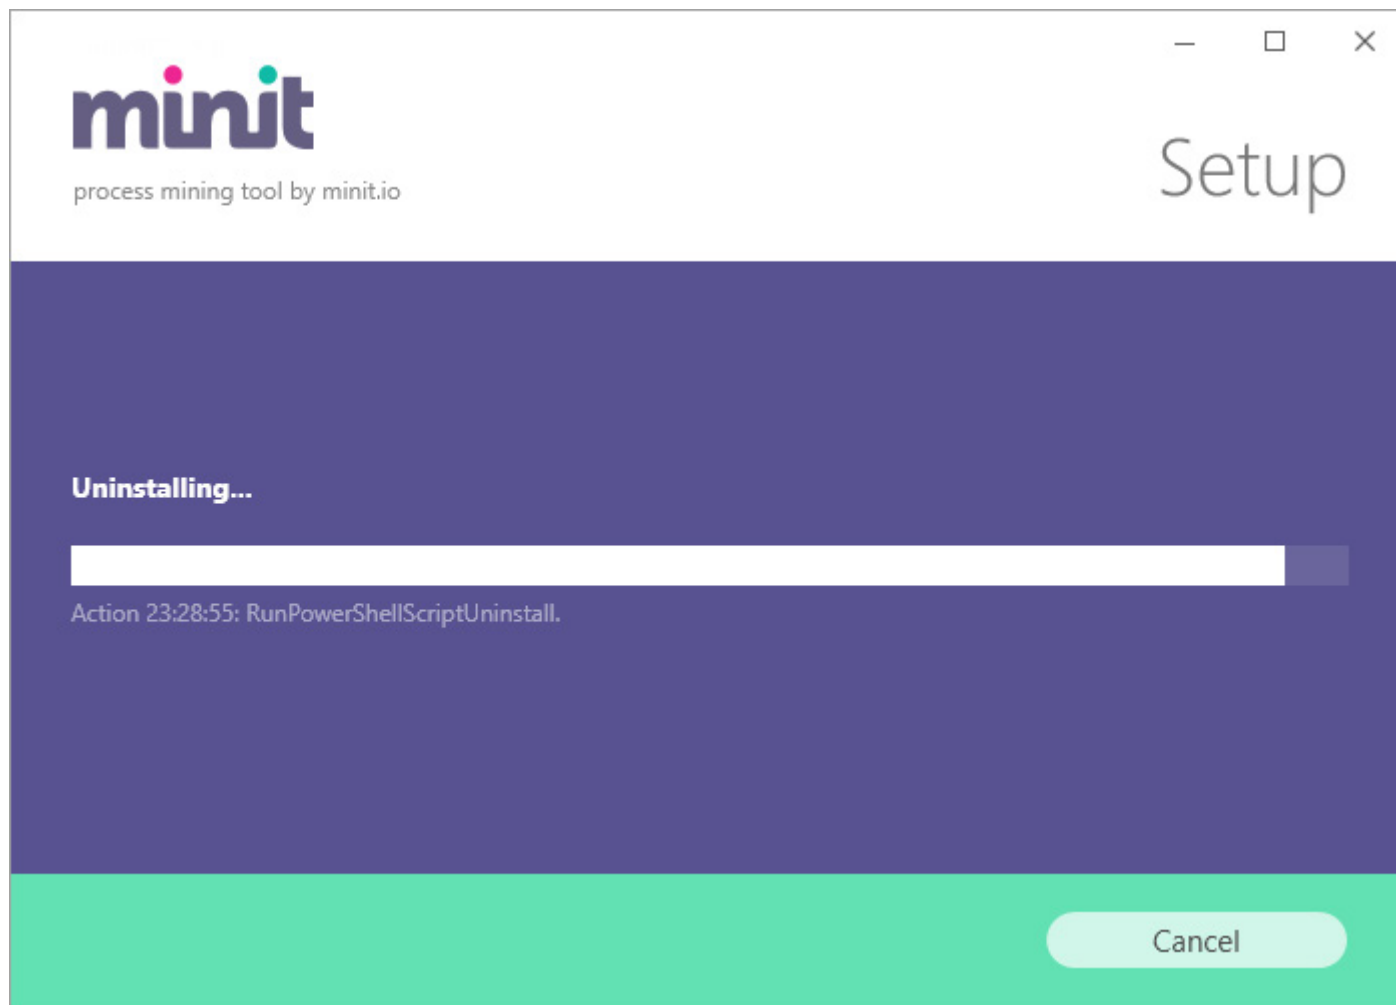 minit
process mining tool by minit.io
Setup
Uninstalling...
Action 23:28:55: RunPowerShellScriptUninstall.
Cancel